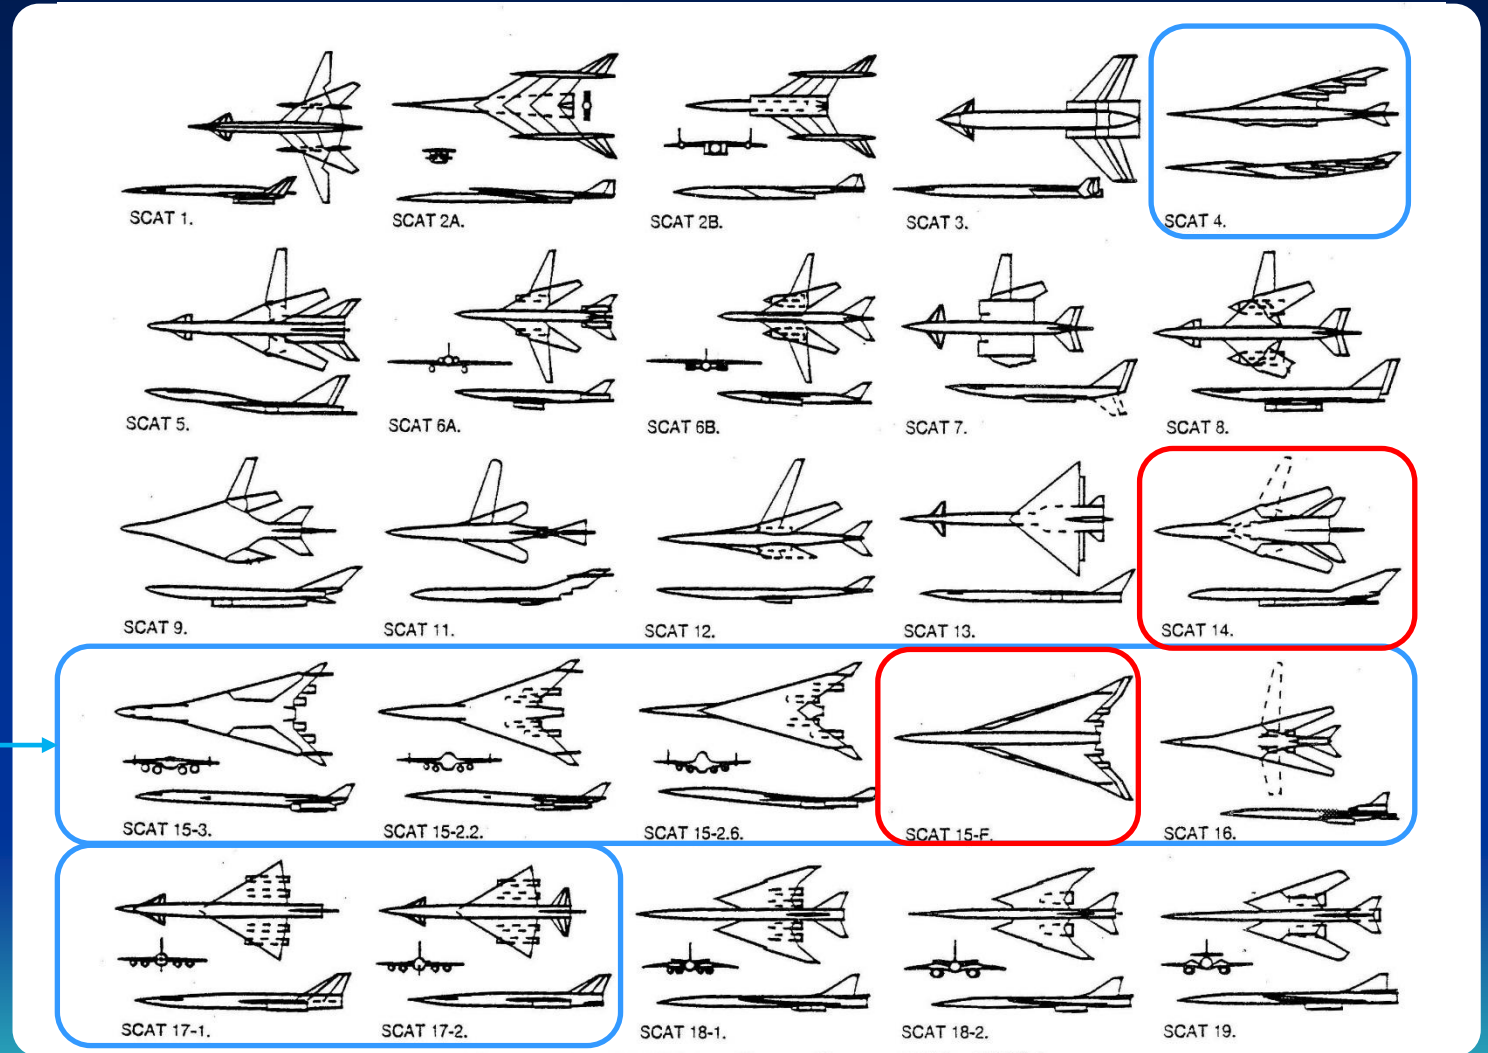 SCAT 1.
SCAT 2A.
SCAT 2B.
SCAT 3.
SCAT 4.
SCAT 5.
SCAT 6A.
SCAT 6B.
SCAT 7.
SCAT 8.
SCAT 9.
SCAT 11.
SCAT 12.
SCAT 13.
SCAT 14.
SCAT 15-3.
SCAT 15-2.2.
SCAT 15-2.6.
SCAT 15-F.
SCAT 16.
SCAT 17-1.
SCAT 17-2.
SCAT 18-1.
SCAT 18-2.
SCAT 19.